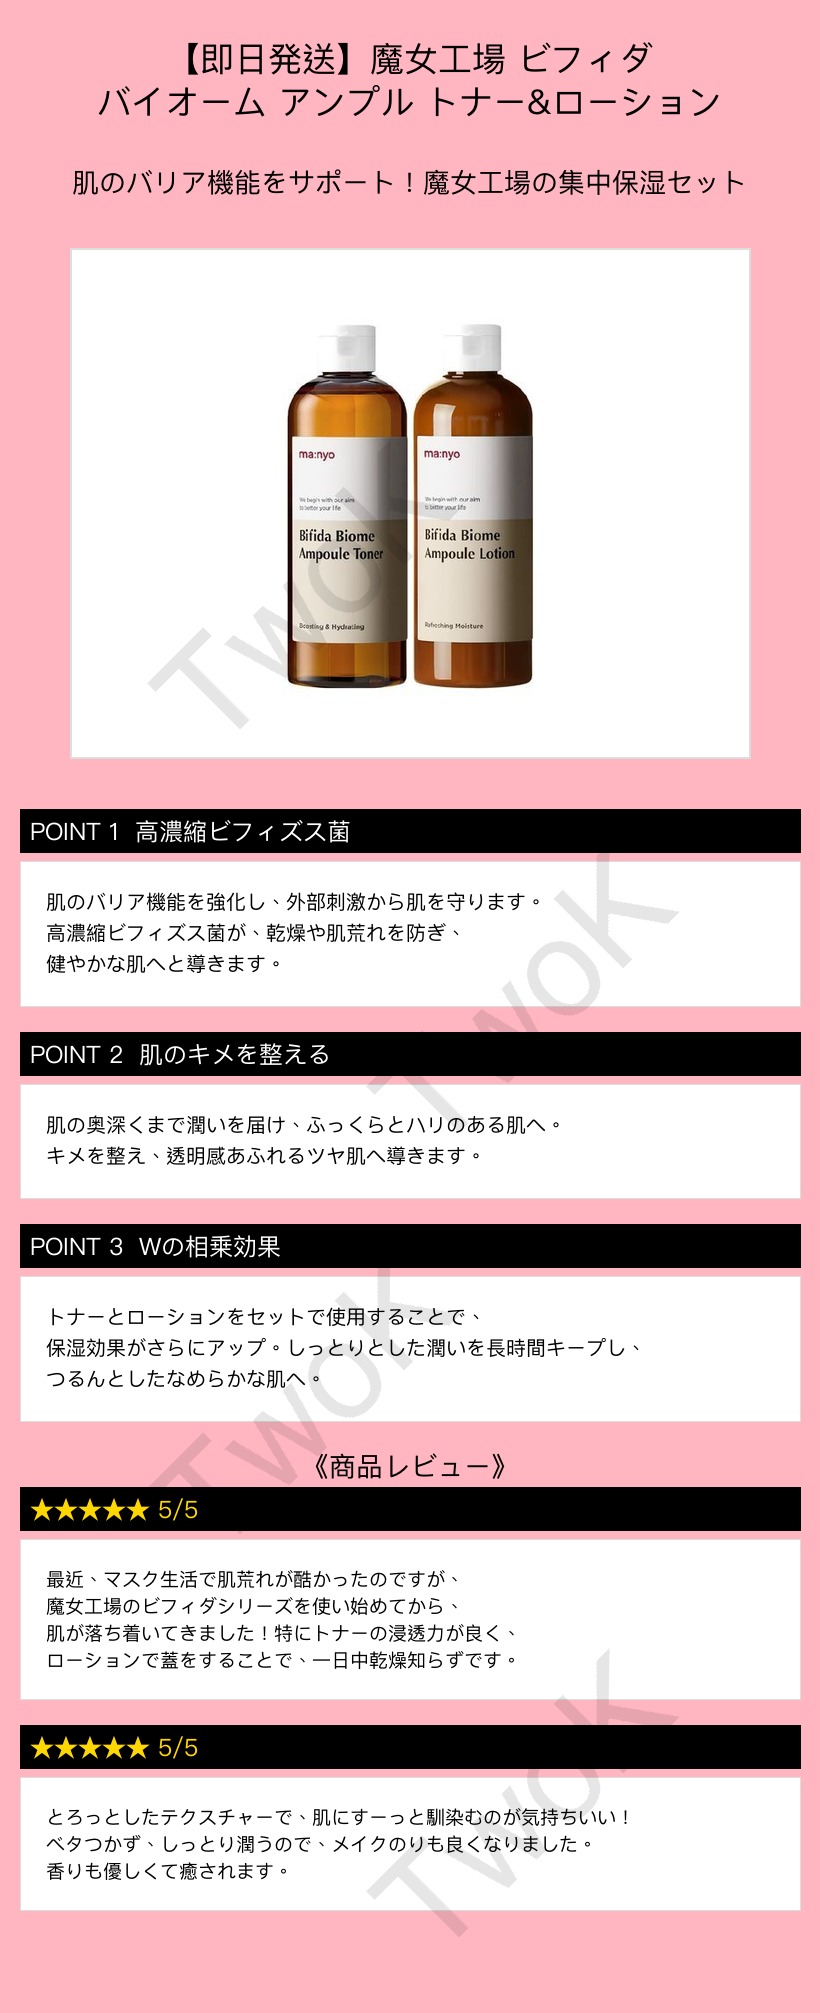 【即日発送】魔女工場 ビフィダ
バイオーム アンプル トナー&ローション
肌のバリア機能をサポート！魔女工場の集中保湿セット
ma:nyo
We begin with our aim
to better your life
Bifida Biome
Ampoule Toner
Boosting & Hydrating
ma:nyo
We begin with our aim
to better your life
Bifida Biome
Ampoule Lotion
Refreshing Moisture
TwoK
POINT 1 高濃縮ビフィズス菌
肌のバリア機能を強化し、外部刺激から肌を守ります。
高濃縮ビフィズス菌が、乾燥や肌荒れを防ぎ、
健やかな肌へと導きます。
TwoK
POINT 2 肌のキメを整える
肌の奥深くまで潤いを届け、ふっくらとハリのある肌へ。
キメを整え、透明感あふれるツヤ肌へ導きます。
POINT 3 Wの相乗効果
トナーとローションをセットで使用することで、
保湿効果がさらにアップ。しっとりとした潤いを長時間キープし、
つるんとしたなめらかな肌へ。
TwoK
《商品レビュー》
★★★★★ 5/5
最近、マスク生活で肌荒れが酷かったのですが、
魔女工場のビフィダシリーズを使い始めてから、
肌が落ち着いてきました！特にトナーの浸透力が良く、
ローションで蓋をすることで、一日中乾燥知らずです。
★★★★★ 5/5
とろっとしたテクスチャーで、肌にすーっと馴染むのが気持ちいい！
ベタつかず、しっとり潤うので、メイクのりも良くなりました。
香りも優しくて癒されます。
TwoK